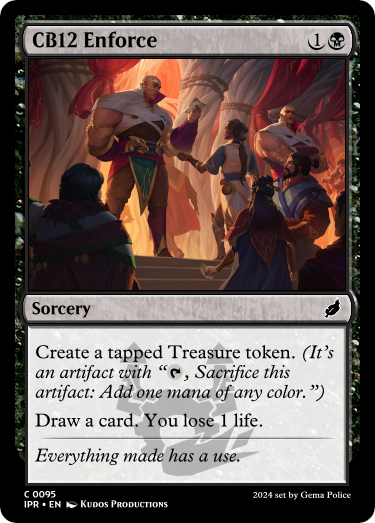 CB12 Enforce 1
Sorcery
Create a tapped Treasure token. (It's
an artifact with “, Sacrifice this
artifact: Add one mana of any color.”)
Draw a card. You lose 1 life.
Everything made has a use.
C 0095
IPR • EN Kudos Productions
2024 set by Gema Police